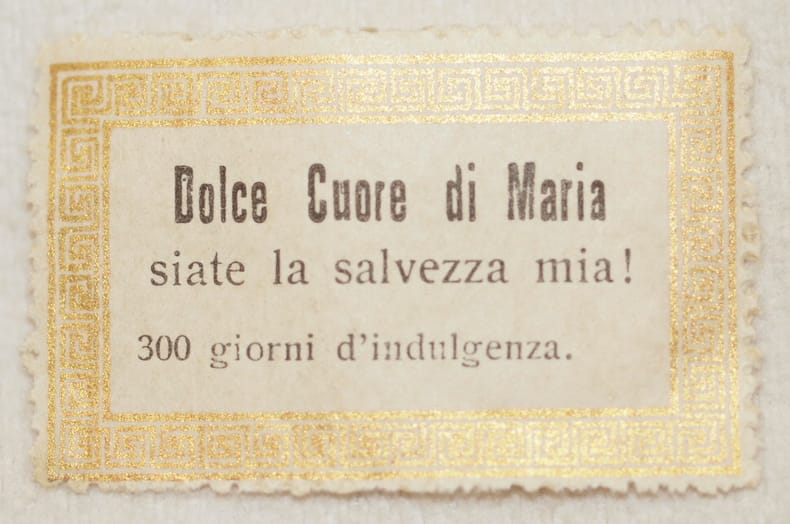 Dolce Cuore di Maria
siate la salvezza mia!
300 giorni d'indulgenza.